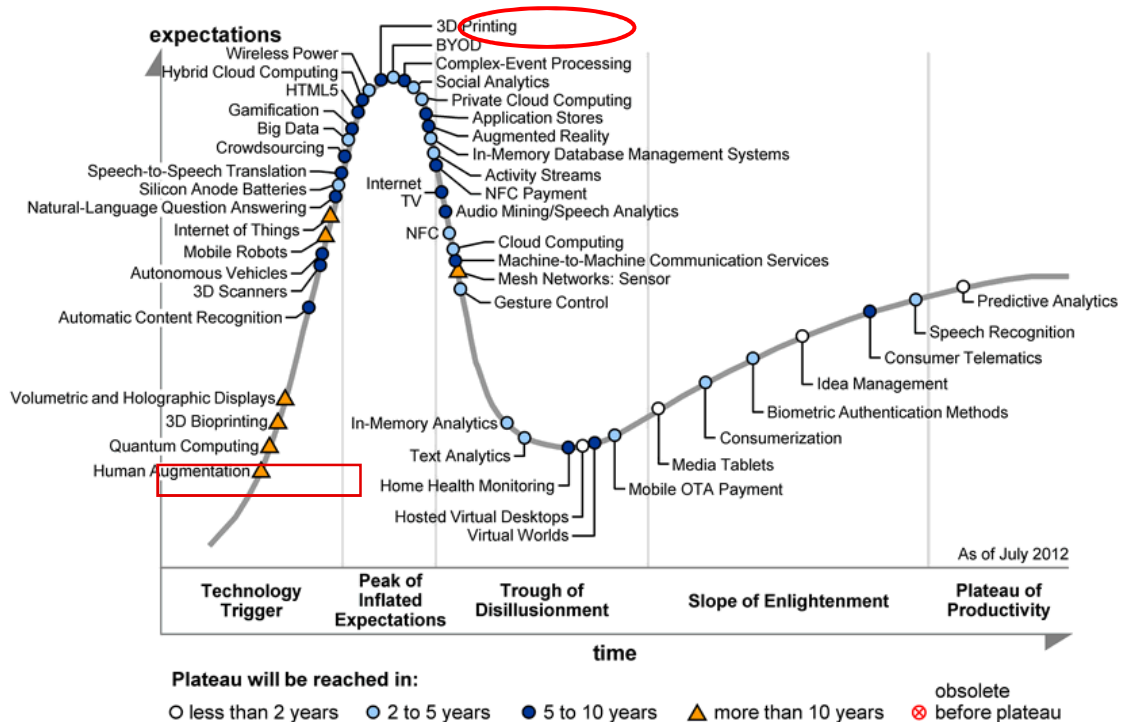 expectations
3D Printing
BYOD
Complex-Event Processing
Social Analytics
Private Cloud Computing
Application Stores
Augmented Reality
In-Memory Database Management Systems
Activity Streams
NFC Payment
Audio Mining/Speech Analytics
Cloud Computing
Machine-to-Machine Communication Services
Mesh Networks: Sensor
Gesture Control
Wireless Power
Hybrid Cloud Computing
HTML5
Gamification
Big Data
Crowdsourcing
Speech-to-Speech Translation
Silicon Anode Batteries
Natural-Language Question Answering
Internet of Things
Mobile Robots
Autonomous Vehicles
3D Scanners
Automatic Content Recognition
Volumetric and Holographic Displays
3D Bioprinting
Quantum Computing
Human Augmentation
Internet
TV
NFC
In-Memory Analytics
Text Analytics
Home Health Monitoring
Hosted Virtual Desktops
Virtual Worlds
Mobile OTA Payment
Media Tablets
Consumerization
Biometric Authentication Methods
Idea Management
Consumer Telematics
Speech Recognition
Predictive Analytics
As of July 2012
Technology
Trigger
Peak of
Inflated
Expectations
Trough of
Disillusionment
Slope of Enlightenment
Plateau of
Productivity
time
Plateau will be reached in:
less than 2 years
2 to 5 years
5 to 10 years
more than 10 years
obsolete
before plateau